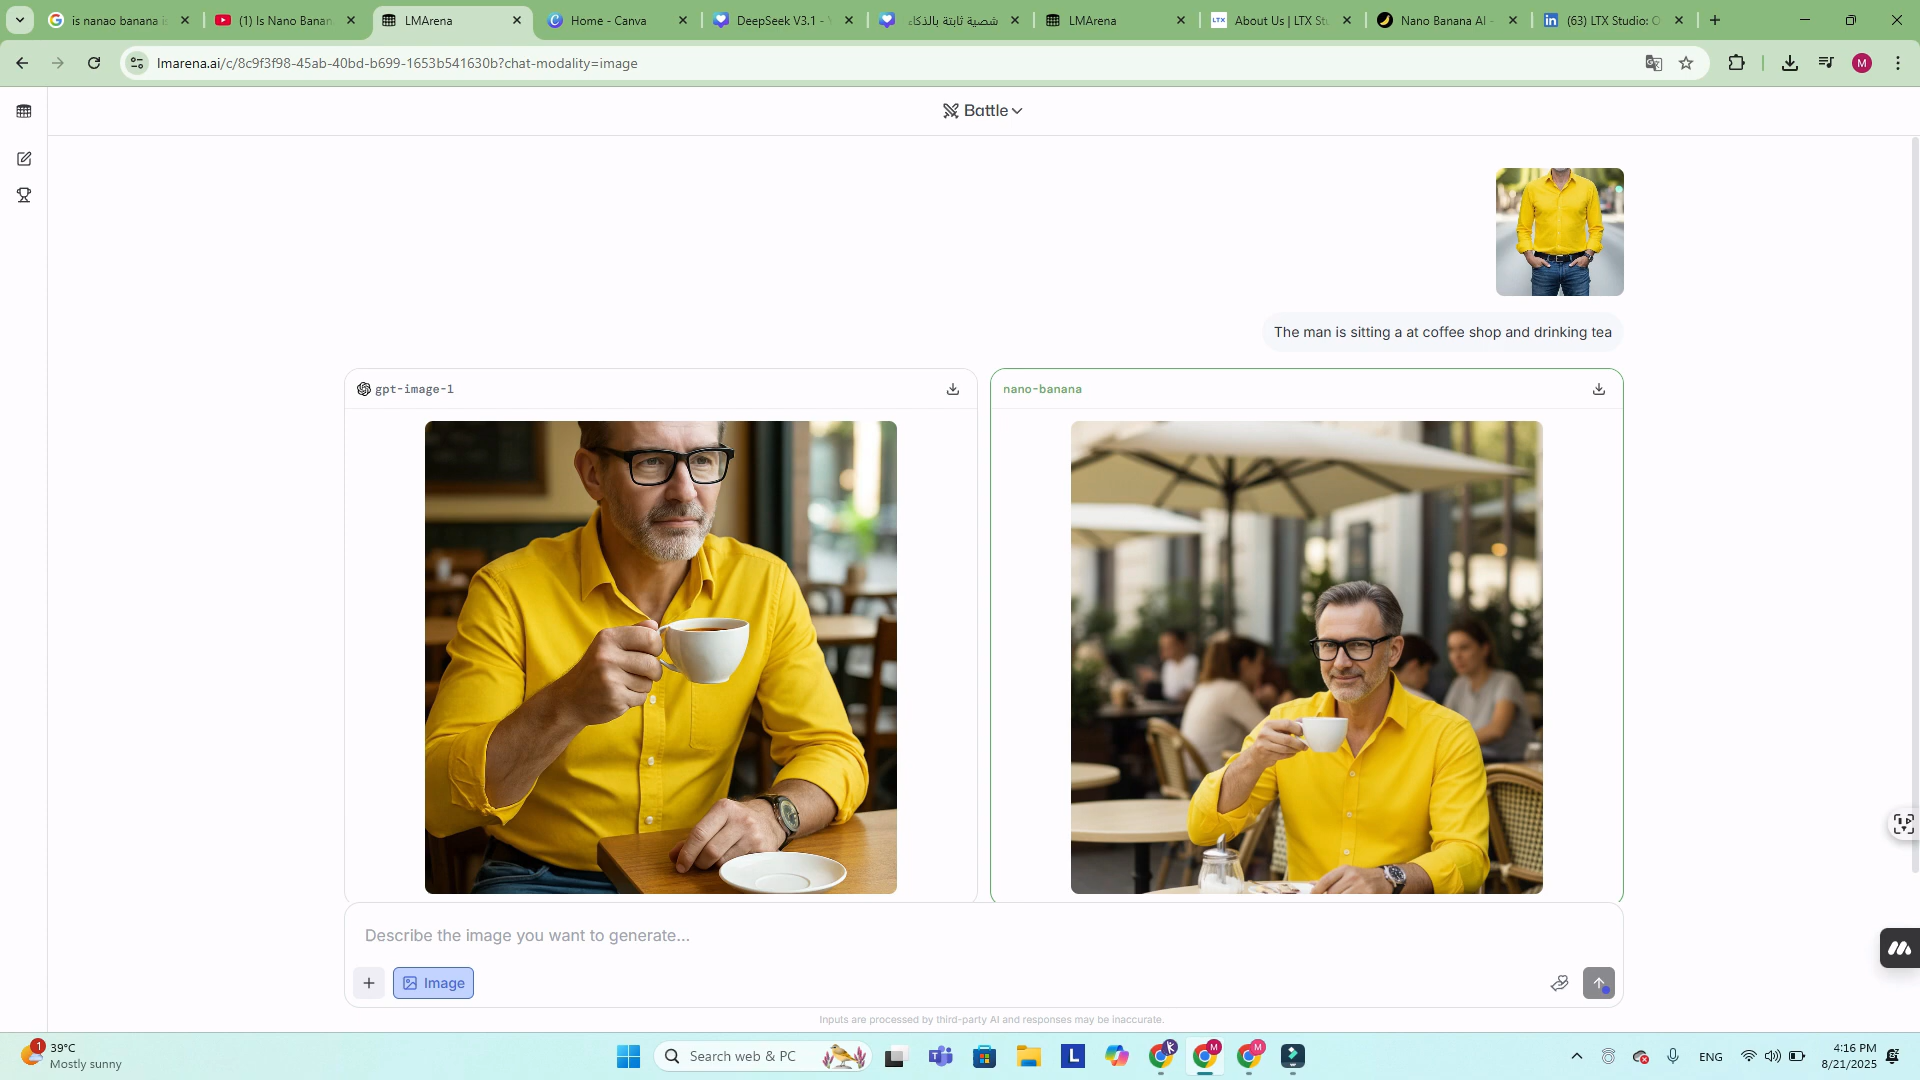 is nanao banana is
(1) Is Nano Banan
LMArena
Home - Canva
DeepSeek V3.1 -
شصية ثابتة بالذكاء
LMArena
LTX
About Us | LTX Stu
Nano Banana AI -
(63) LTX Studio: O
lmarena.ai/c/8c9f3f98-45ab-40bd-b699-1653b541630b?chat-modality=image
M
Battle
The man is sitting a at coffee shop and drinking tea
gpt-image-1
nano-banana
Describe the image you want to generate...
Image
Inputs are processed by third-party AI and responses may be inaccurate.
1
39°C
Mostly sunny
Search web & PC
L
K
M
M
ENG
4:16 PM
8/21/2025